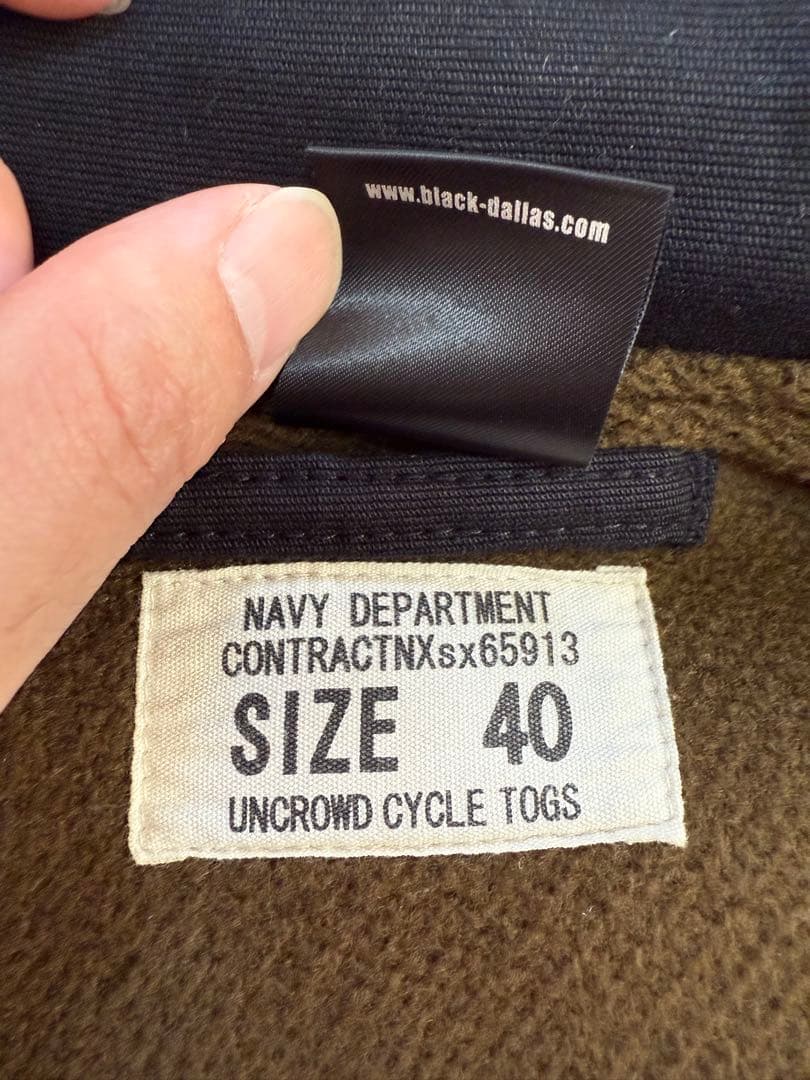 www.black-dallas.com
NAVY DEPARTMENT
CONTRACTNXsx65913
SIZE 40
UNCROWD CYCLE TOGS